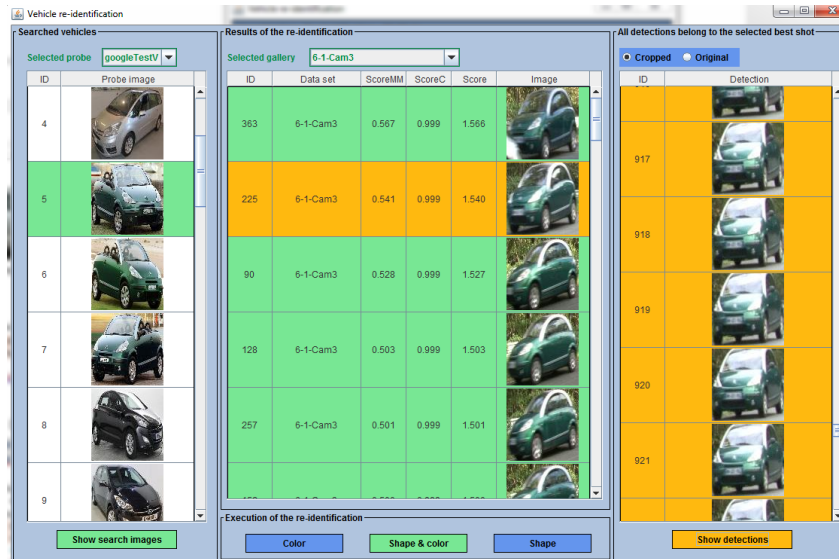 Vehicle re-identification
Searched vehicles
Selected probe googleTestV
ID Probe image
4
5
6
7
8
9
Show search images
Results of the re-identification
Selected gallery 6-1-Cam3
ID Data set ScoreMM ScoreC Score Image
363 6-1-Cam3 0.567 0.999 1.566
225 6-1-Cam3 0.541 0.999 1.540
90 6-1-Cam3 0.528 0.999 1.527
128 6-1-Cam3 0.503 0.999 1.503
257 6-1-Cam3 0.501 0.999 1.501
Execution of the re-identification
Color Shape & color Shape
All detections belong to the selected best shot
Cropped Original
ID Detection
917
918
919
920
921
Show detections